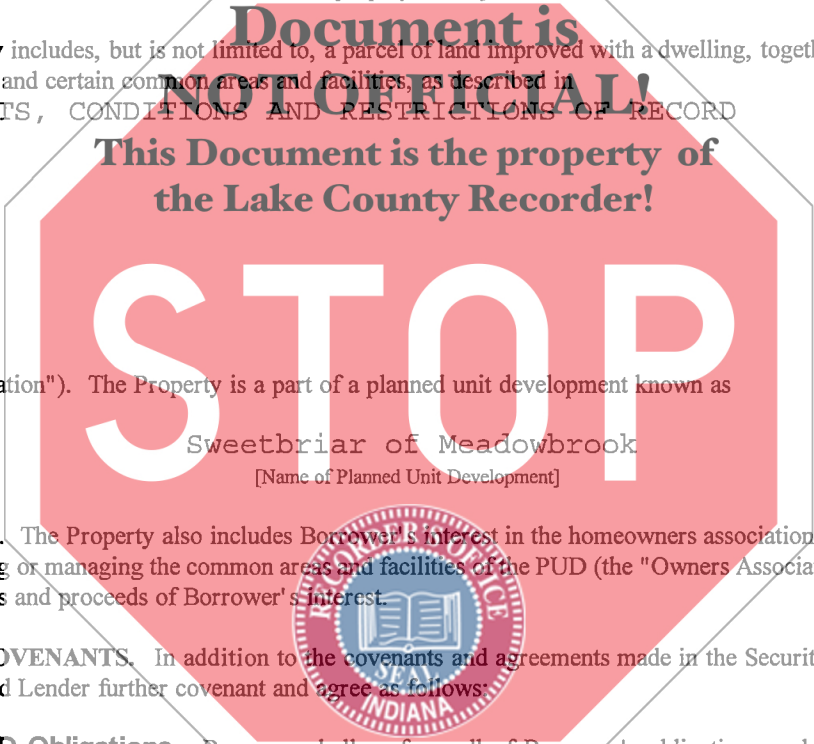 Document is
includes, but is not limited to, a parcel of land improved with a dwelling, togeth
and certain common areas and facilities, as described in
NOT OFFICIAL!
TS, CONDITIONS AND RESTRICTIONS OF RECORD
This Document is the property of
the Lake County Recorder!
STOP
ation"). The Property is a part of a planned unit development known as
Sweetbriar of Meadowbrook
[Name of Planned Unit Development]
. The Property also includes Borrower's interest in the homeowners association
g or managing the common areas and facilities of the PUD (the "Owners Associa
s and proceeds of Borrower's interest.
RECORDER'S OFFICE
SEAL
INDIANA
OVENANTS. In addition to the covenants and agreements made in the Securit
d Lender further covenant and agree as follows: